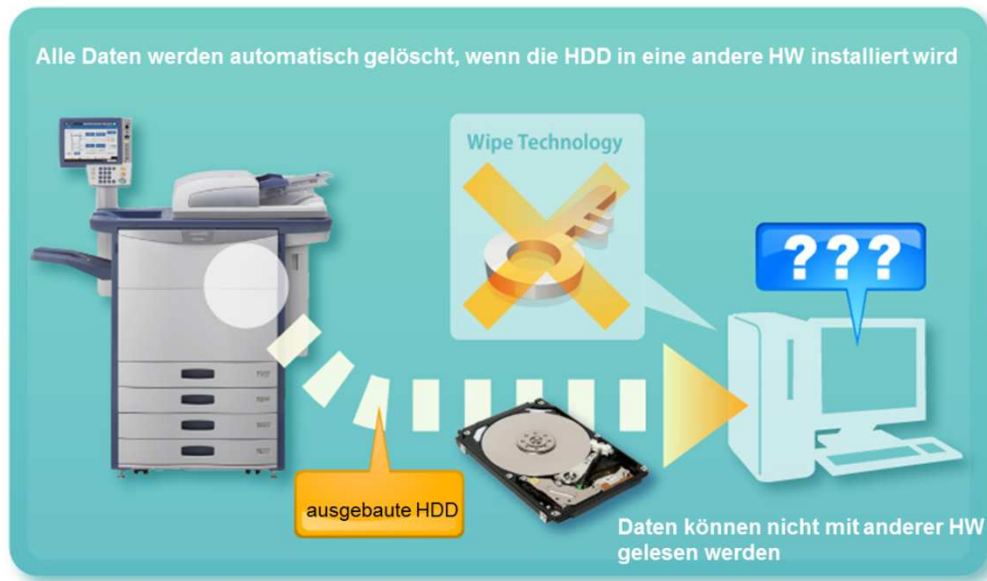 Alle Daten werden automatisch gelöscht, wenn die HDD in eine andere HW installiert wird
Wipe Technology
???
ausgebaute HDD
Daten können nicht mit anderer HW
gelesen werden